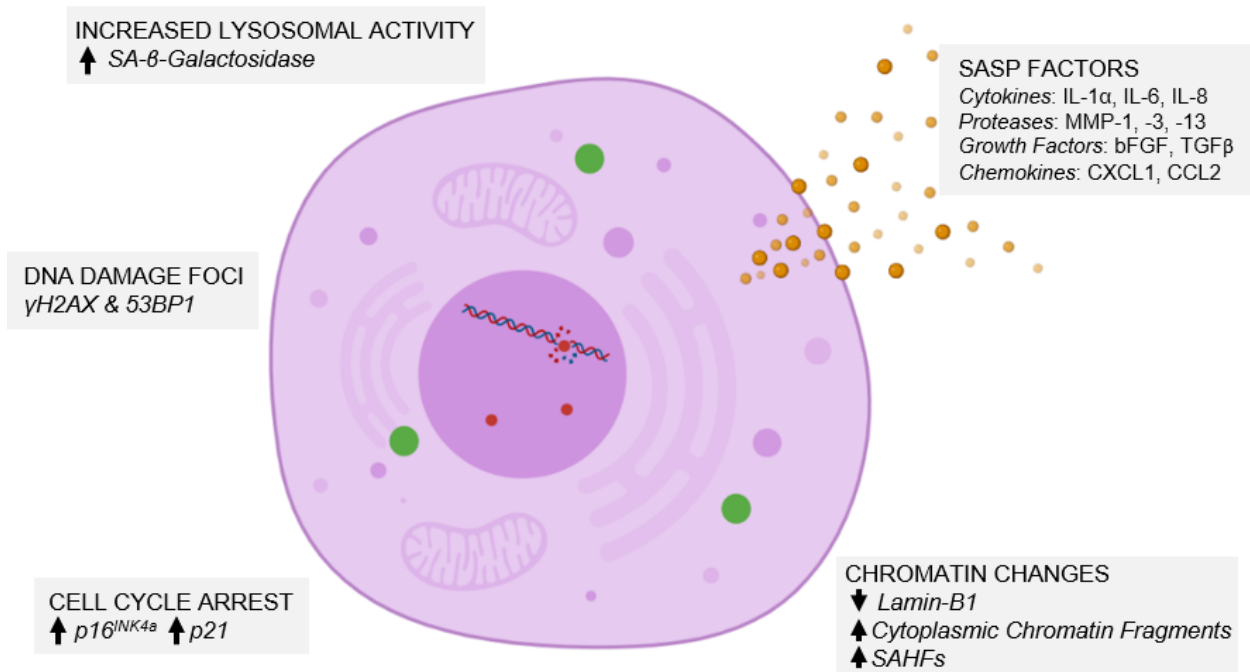 INCREASED LYSOSOMAL ACTIVITY
SA-β-Galactosidase
SASP FACTORS
Cytokines: IL-1α, IL-6, IL-8
Proteases: MMP-1, -3, -13
Growth Factors: bFGF, TGFβ
Chemokines: CXCL1, CCL2
DNA DAMAGE FOCI
γH2AX & 53BP1
CELL CYCLE ARREST
p16INK4a p21
CHROMATIN CHANGES
Lamin-B1
Cytoplasmic Chromatin Fragments
SAHFs